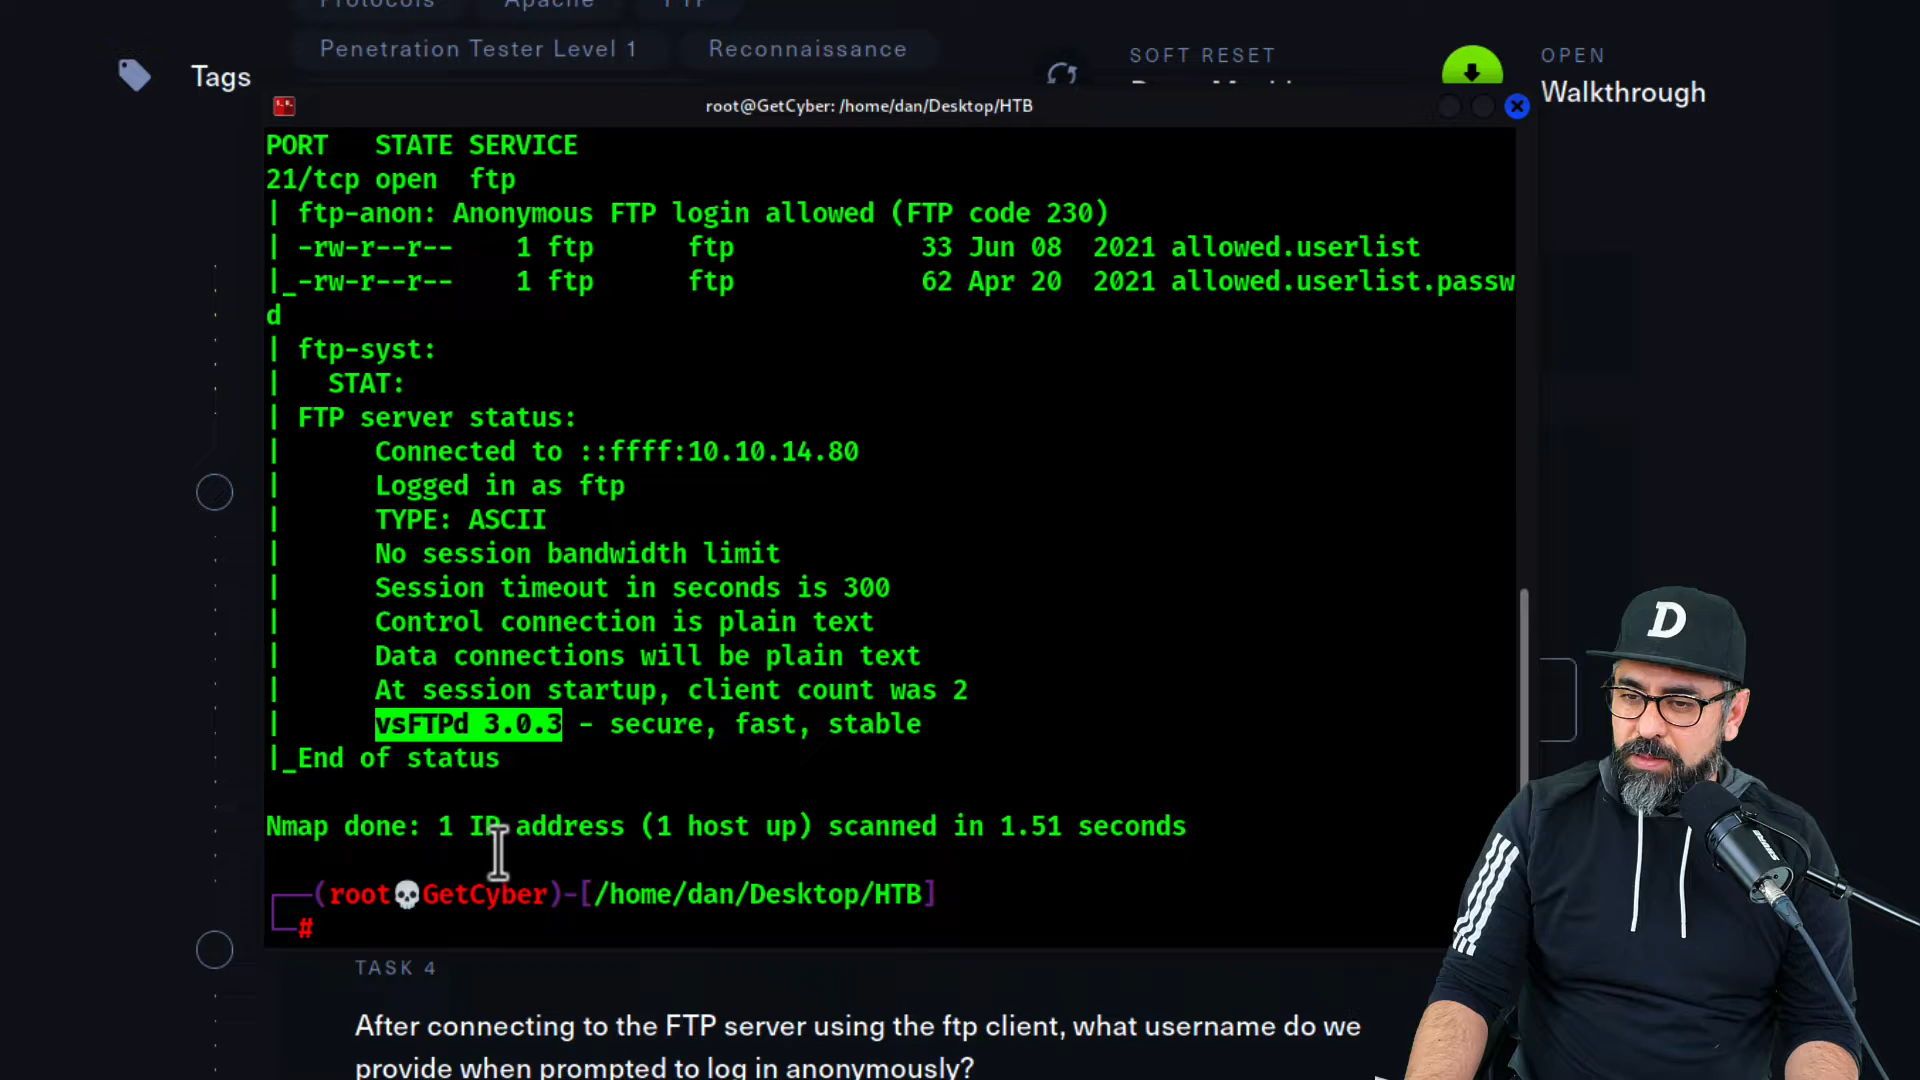 Protocols Apache FTP
Penetration Tester Level 1 Reconnaissance
Tags
SOFT RESET
OPEN
Walkthrough
root@GetCyber: /home/dan/Desktop/HTB
PORT STATE SERVICE
21/tcp open ftp
| ftp-anon: Anonymous FTP login allowed (FTP code 230)
| -rw-r--r-- 1 ftp ftp 33 Jun 08 2021 allowed.userlist
|_-rw-r--r-- 1 ftp ftp 62 Apr 20 2021 allowed.userlist.passw
d
| ftp-syst:
| STAT:
| FTP server status:
| Connected to ::ffff:10.10.14.80
| Logged in as ftp
| TYPE: ASCII
| No session bandwidth limit
| Session timeout in seconds is 300
| Control connection is plain text
| Data connections will be plain text
| At session startup, client count was 2
| vsFTPd 3.0.3 - secure, fast, stable
|_End of status
Nmap done: 1 IP address (1 host up) scanned in 1.51 seconds
(root💀GetCyber)-[/home/dan/Desktop/HTB]
#
TASK 4
After connecting to the FTP server using the ftp client, what username do we
provide when prompted to log in anonymously?
D